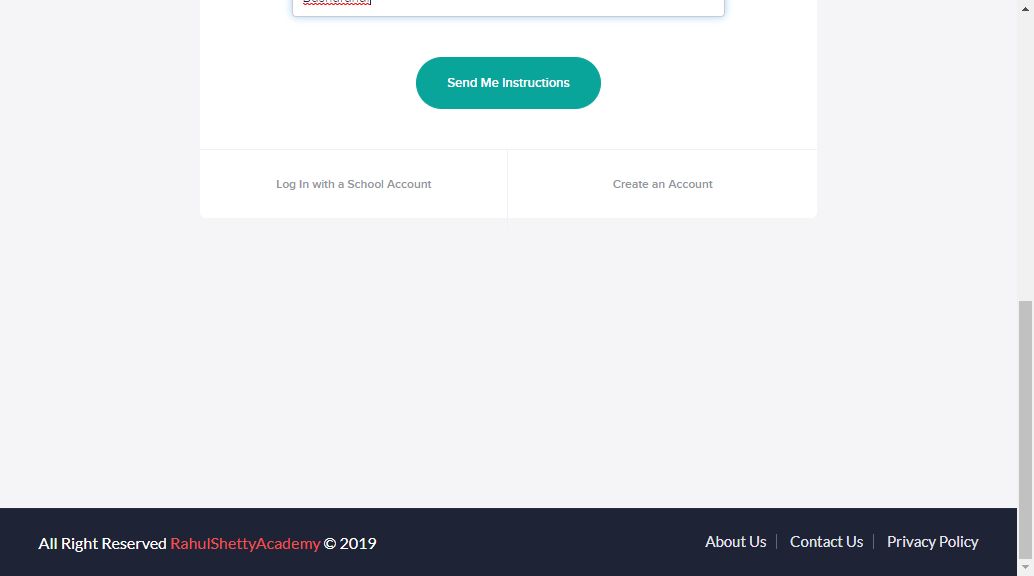 Send Me Instructions
Log In with a School Account
Create an Account
All Right Reserved RahulShettyAcademy © 2019
About Us
Contact Us
Privacy Policy